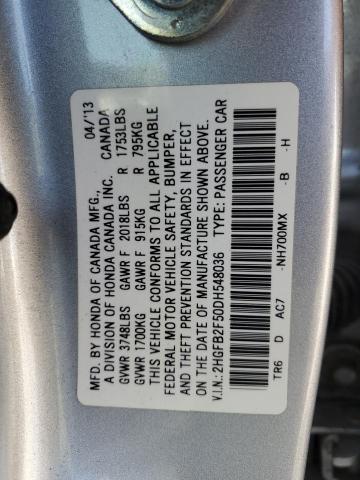 MFD. BY HONDA OF CANADA MFG., 04/'13
A DIVISION OF HONDA CANADA INC. CANADA
GVWR 3748LBS GAWR F 2018LBS R 1753LBS
GVWR 1700KG GAWR F 915KG R 795KG
THIS VEHICLE CONFORMS TO ALL APPLICABLE
FEDERAL MOTOR VEHICLE SAFETY, BUMPER,
AND THEFT PREVENTION STANDARDS IN EFFECT
ON THE DATE OF MANUFACTURE SHOWN ABOVE.
V.I.N.: 2HGFB2F50DH548036 TYPE: PASSENGER CAR
TR6 D AC7 -NH700MX -B -H